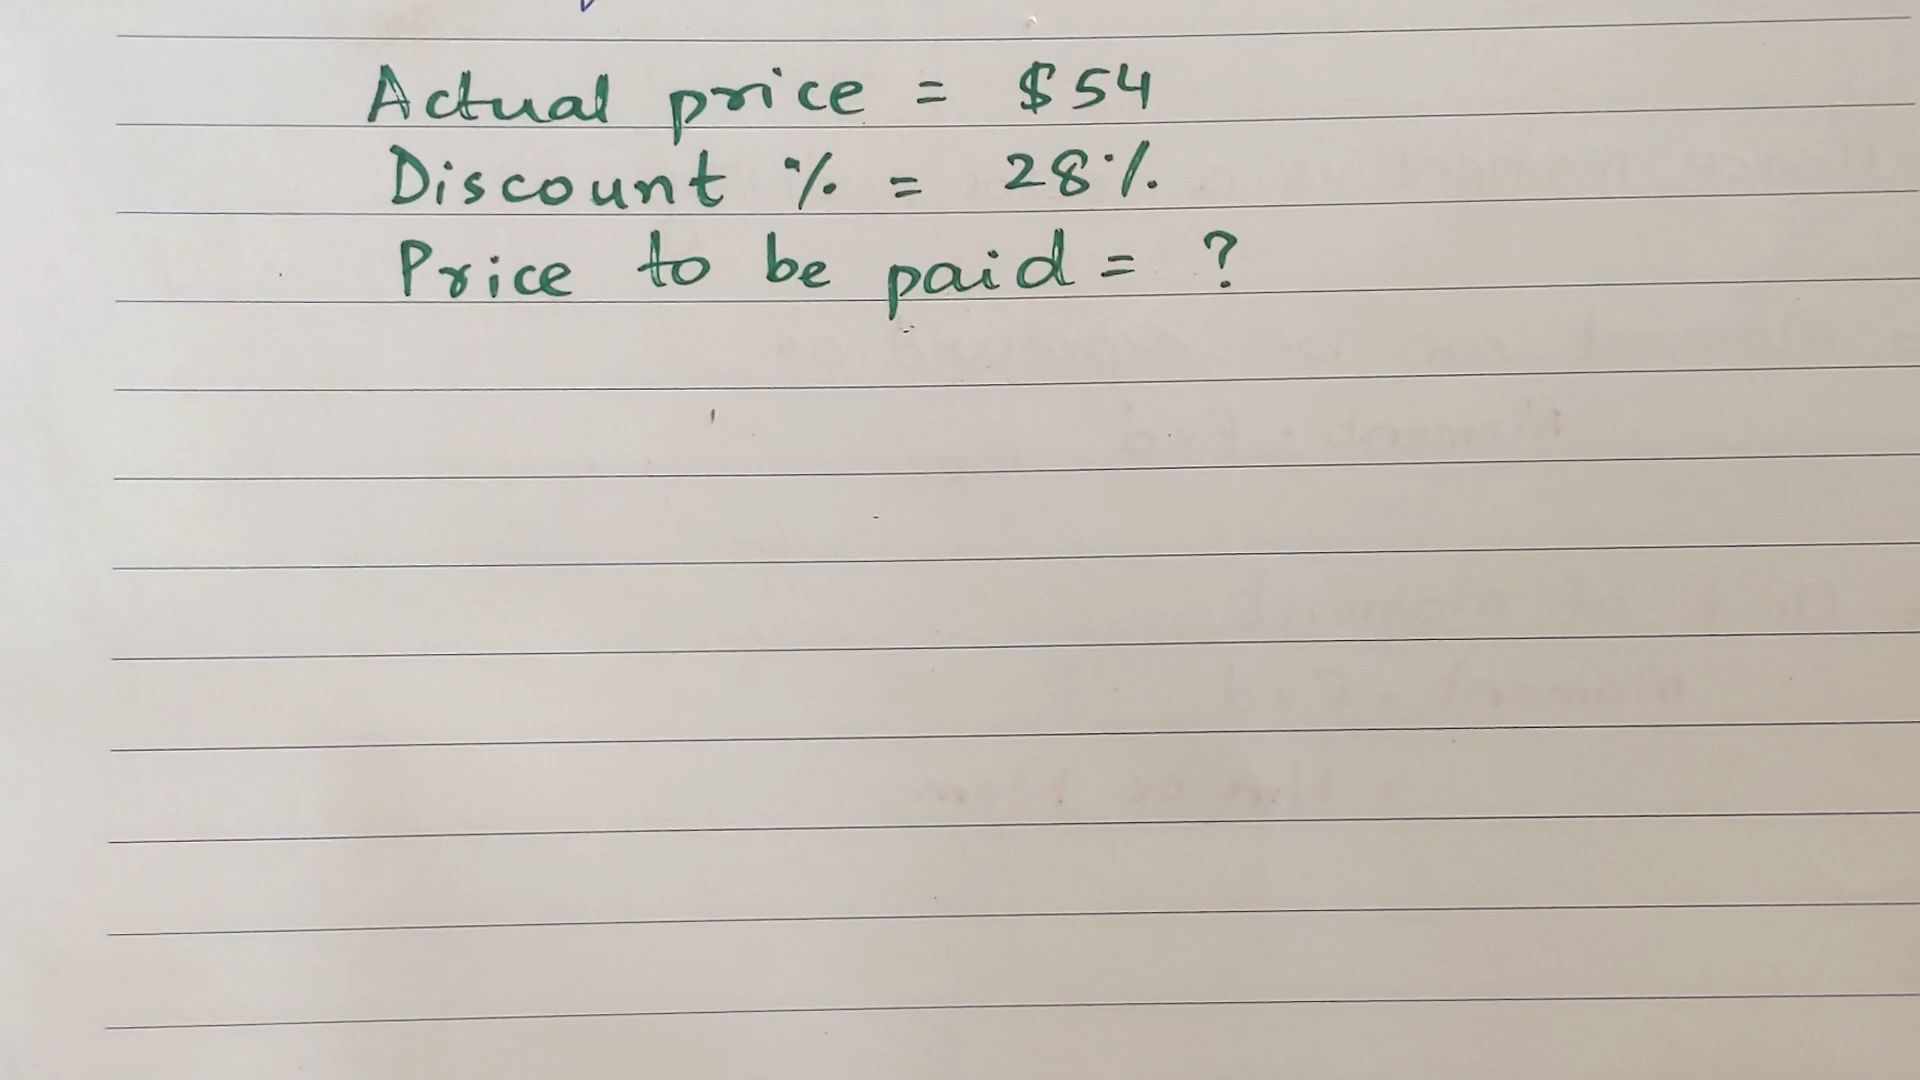 Actual price = $54
Discount % = 28%
Price to be paid = ?